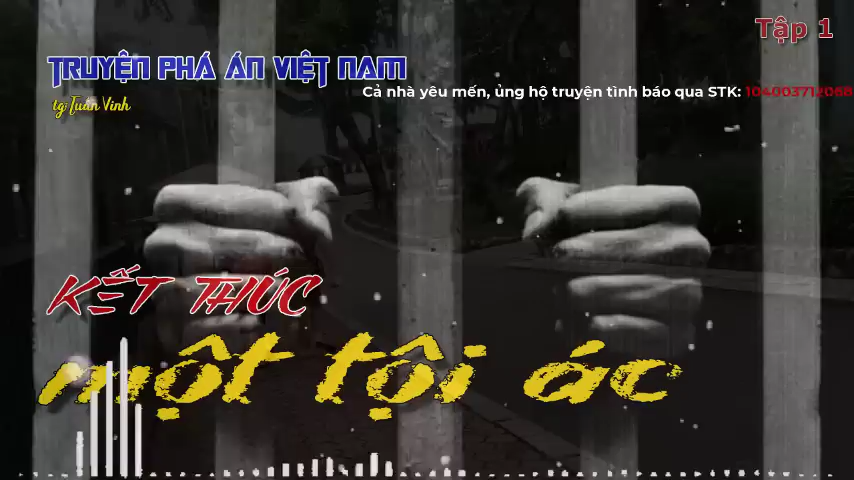 Tập 1
TRUYỆN PHÁ ÁN VIỆT NAM
Cả nhà yêu mến, ủng hộ truyện tình báo qua STK: 104003712068
tg: Tuấn Vinh
KẾT THÚC
một tội ác